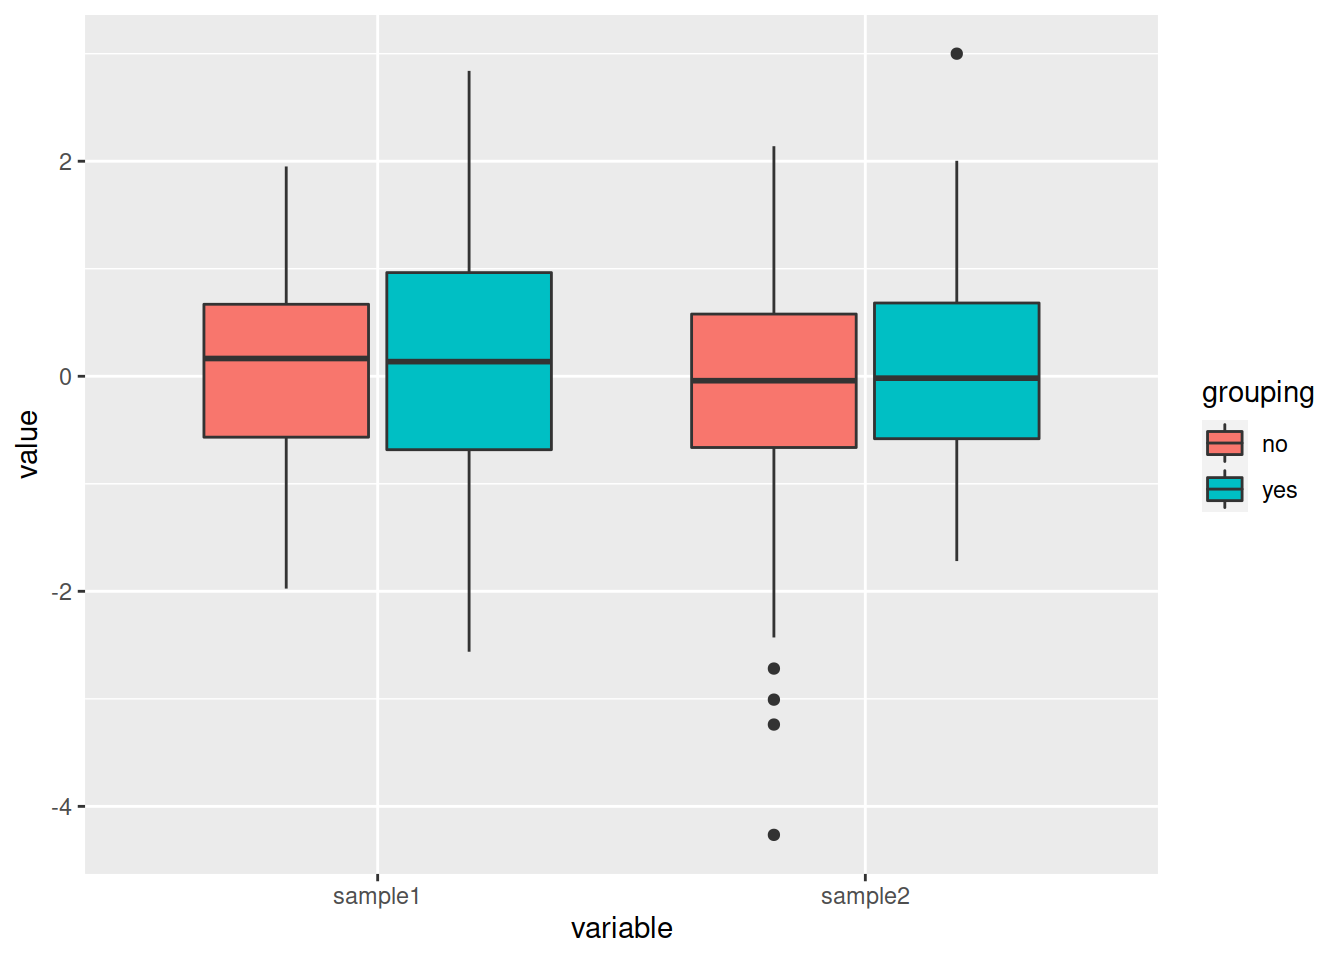 value
2
0
-2
-4
sample1 sample2
variable
grouping
no
yes